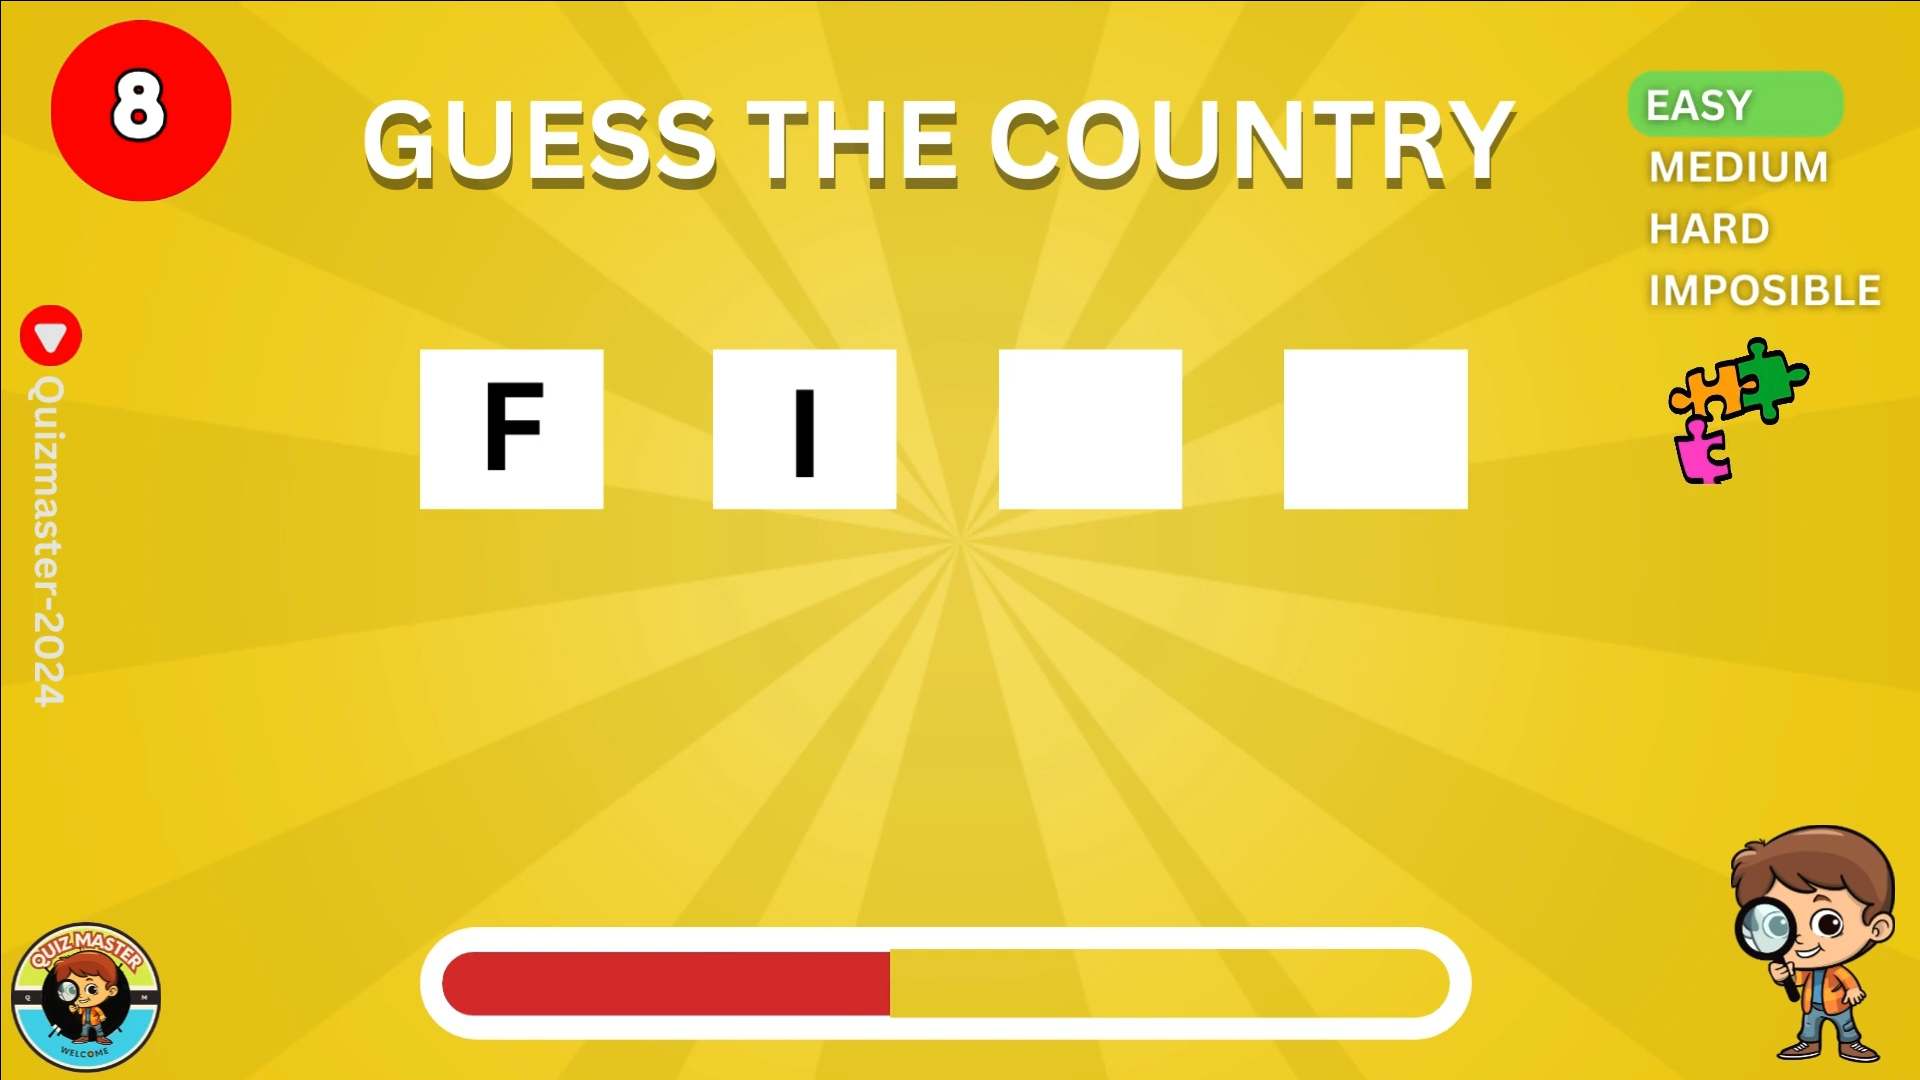 8
GUESS THE COUNTRY
EASY
MEDIUM
HARD
IMPOSIBLE
F I
Quizmaster-2024
QUIZ MASTER
Q M
WELCOME